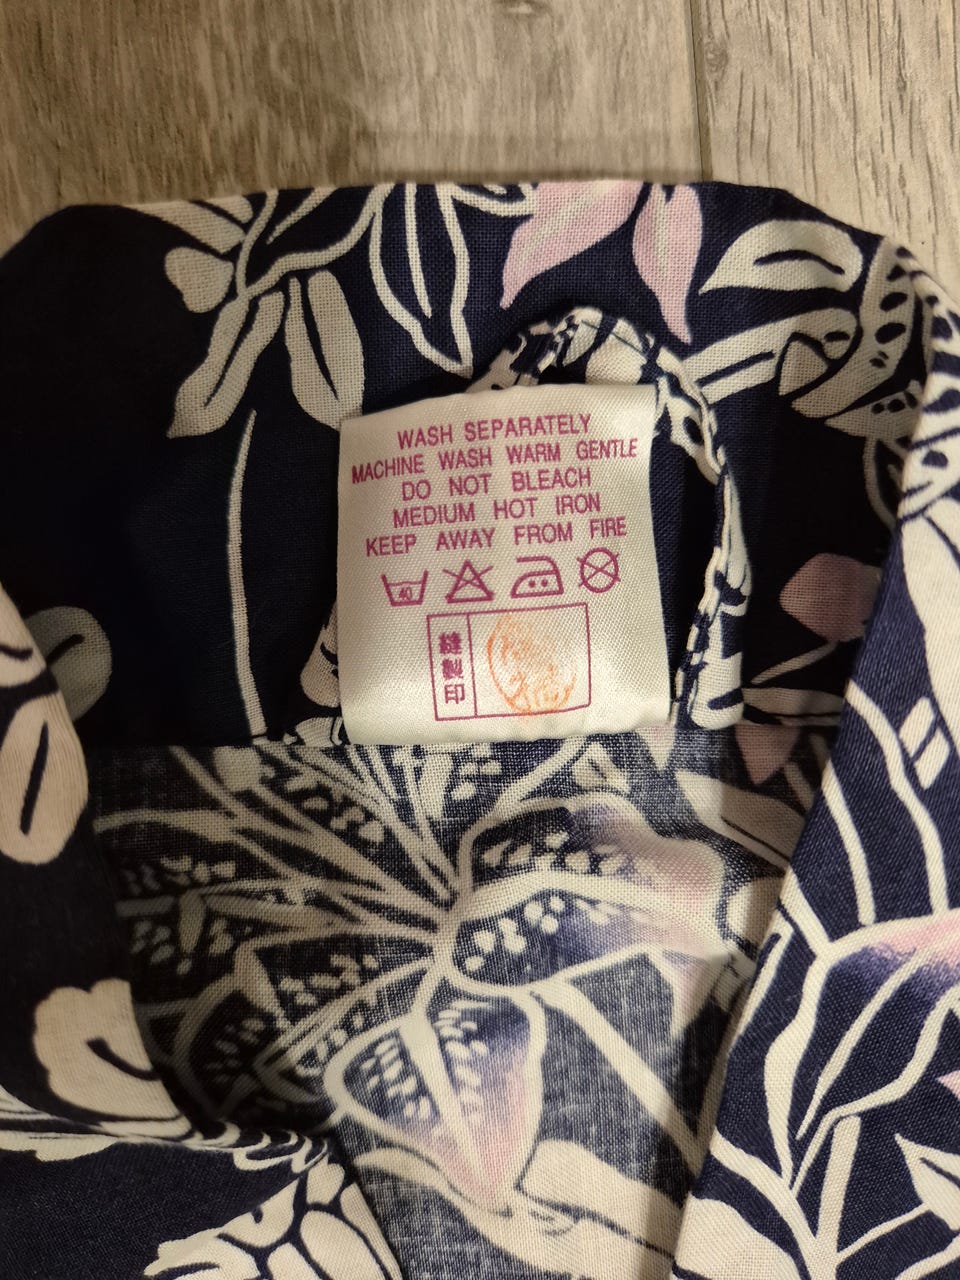 WASH SEPARATELY
MACHINE WASH WARM GENTLE
DO NOT BLEACH
MEDIUM HOT IRON
KEEP AWAY FROM FIRE
40
縫製印